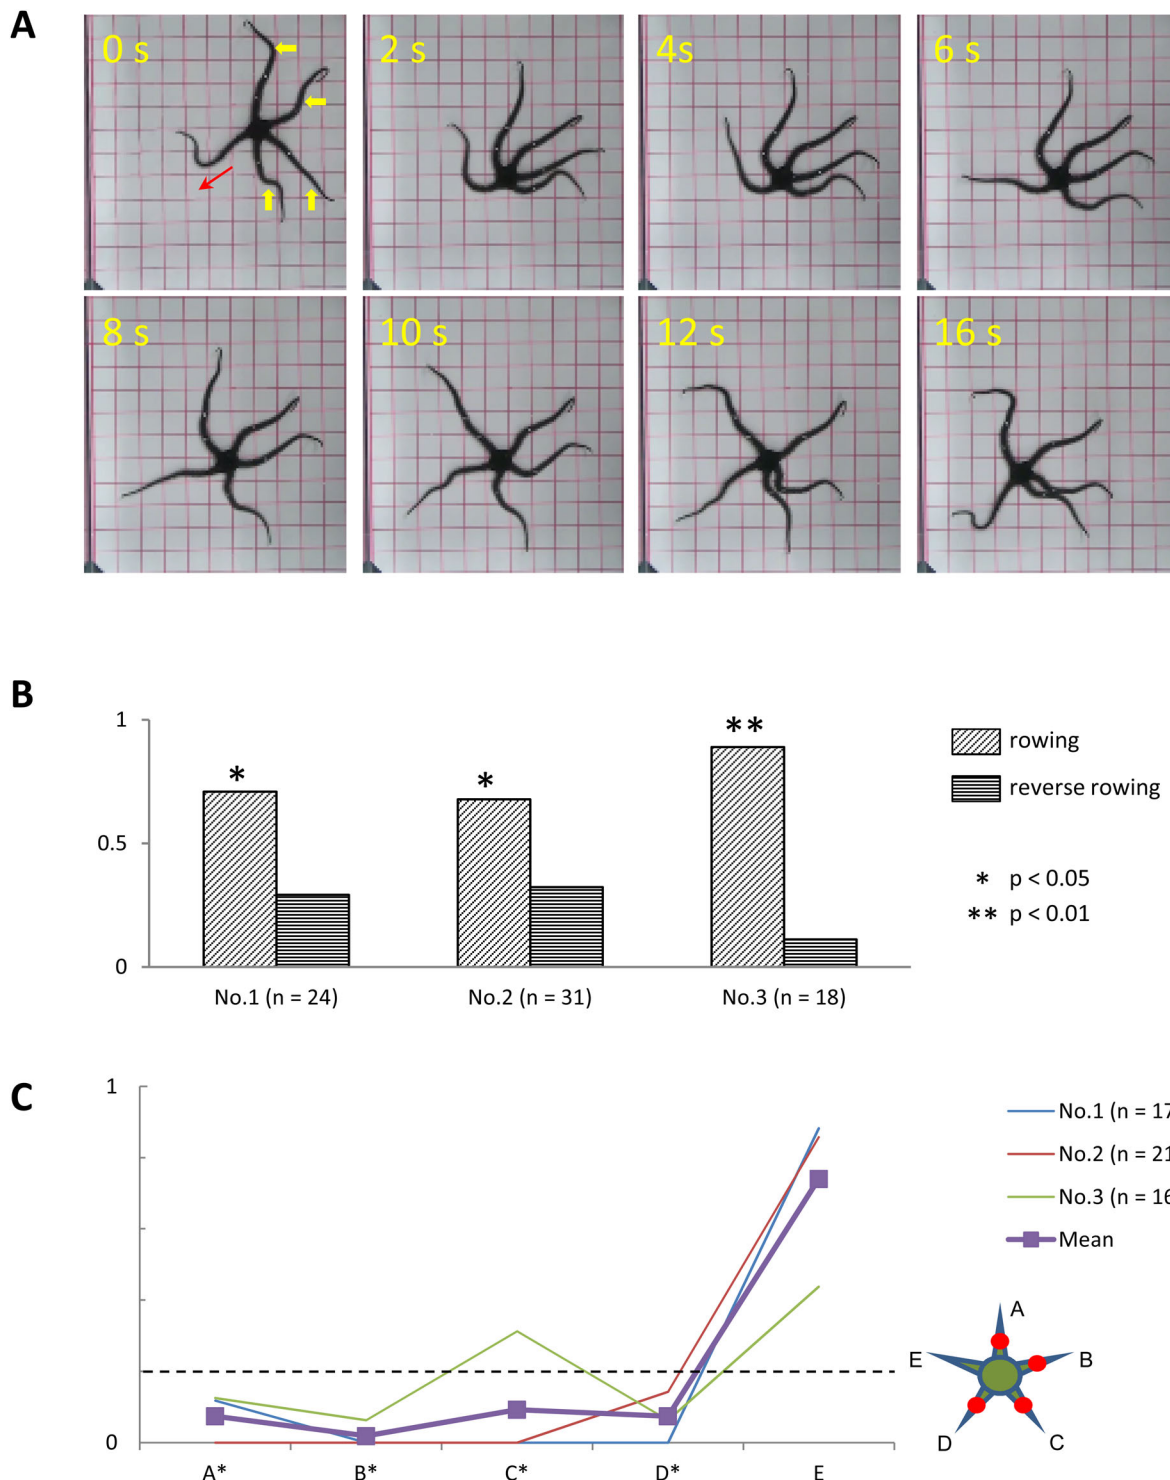 A
0 s
2 s
4s
6 s
8 s
10 s
12 s
16 s
B
1
0.5
0
*
*
**
rowing
reverse rowing
* p < 0.05
** p < 0.01
No.1 (n = 24)
No.2 (n = 31)
No.3 (n = 18)
C
1
0
No.1 (n = 17
No.2 (n = 21
No.3 (n = 16
Mean
A
E
B
D
C
A*
B*
C*
D*
E